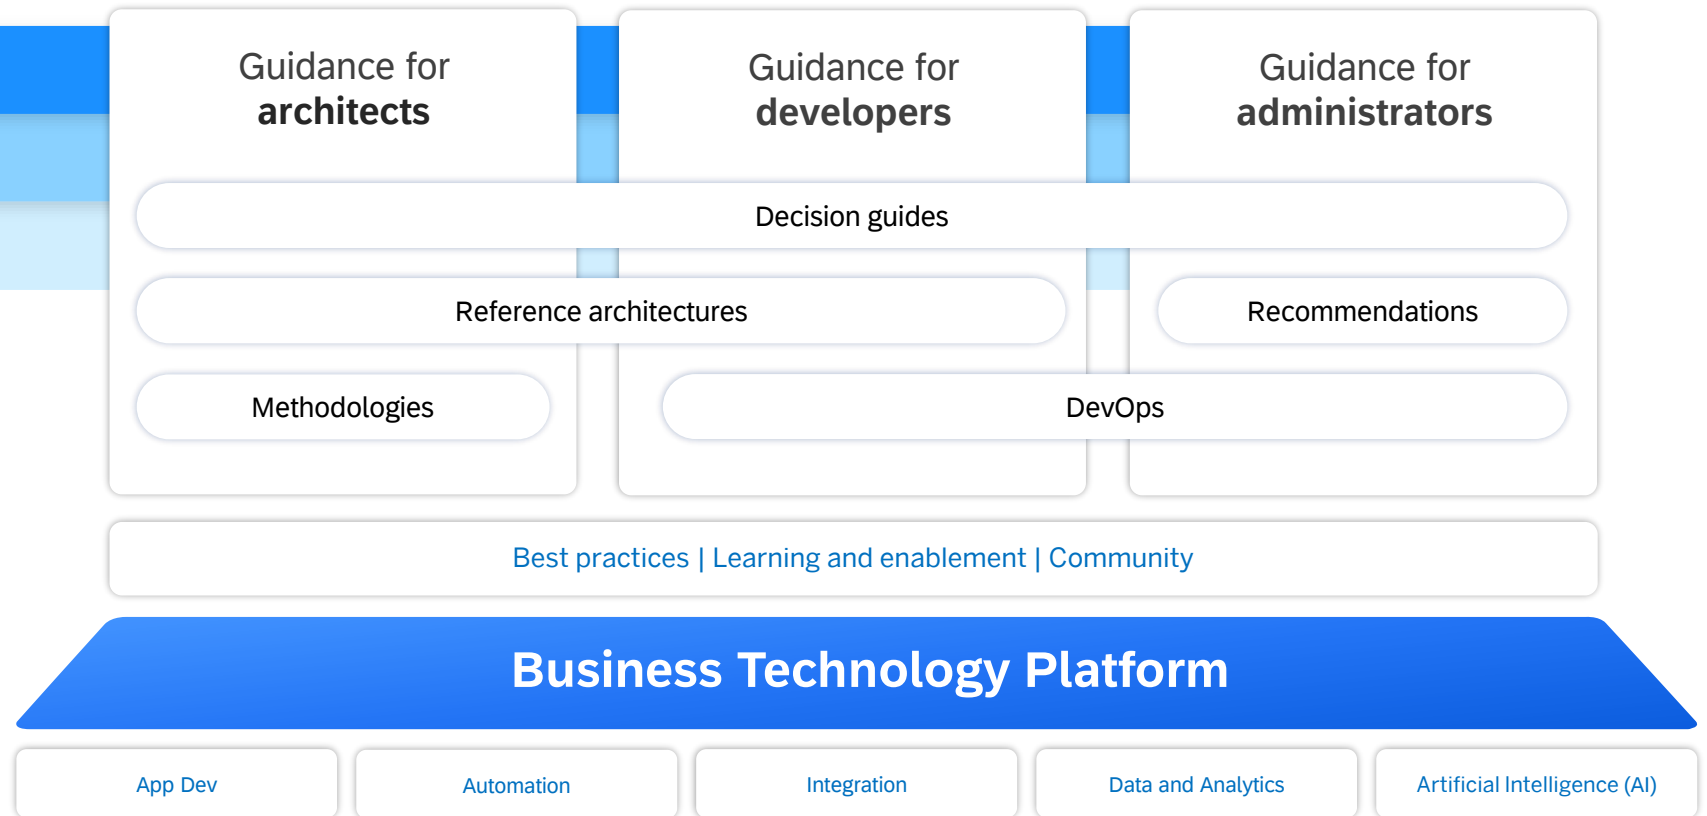 Guidance for
architects
Guidance for
developers
Guidance for
administrators
Decision guides
Reference architectures
Recommendations
Methodologies
DevOps
Best practices | Learning and enablement | Community
Business Technology Platform
App Dev
Automation
Integration
Data and Analytics
Artificial Intelligence (AI)